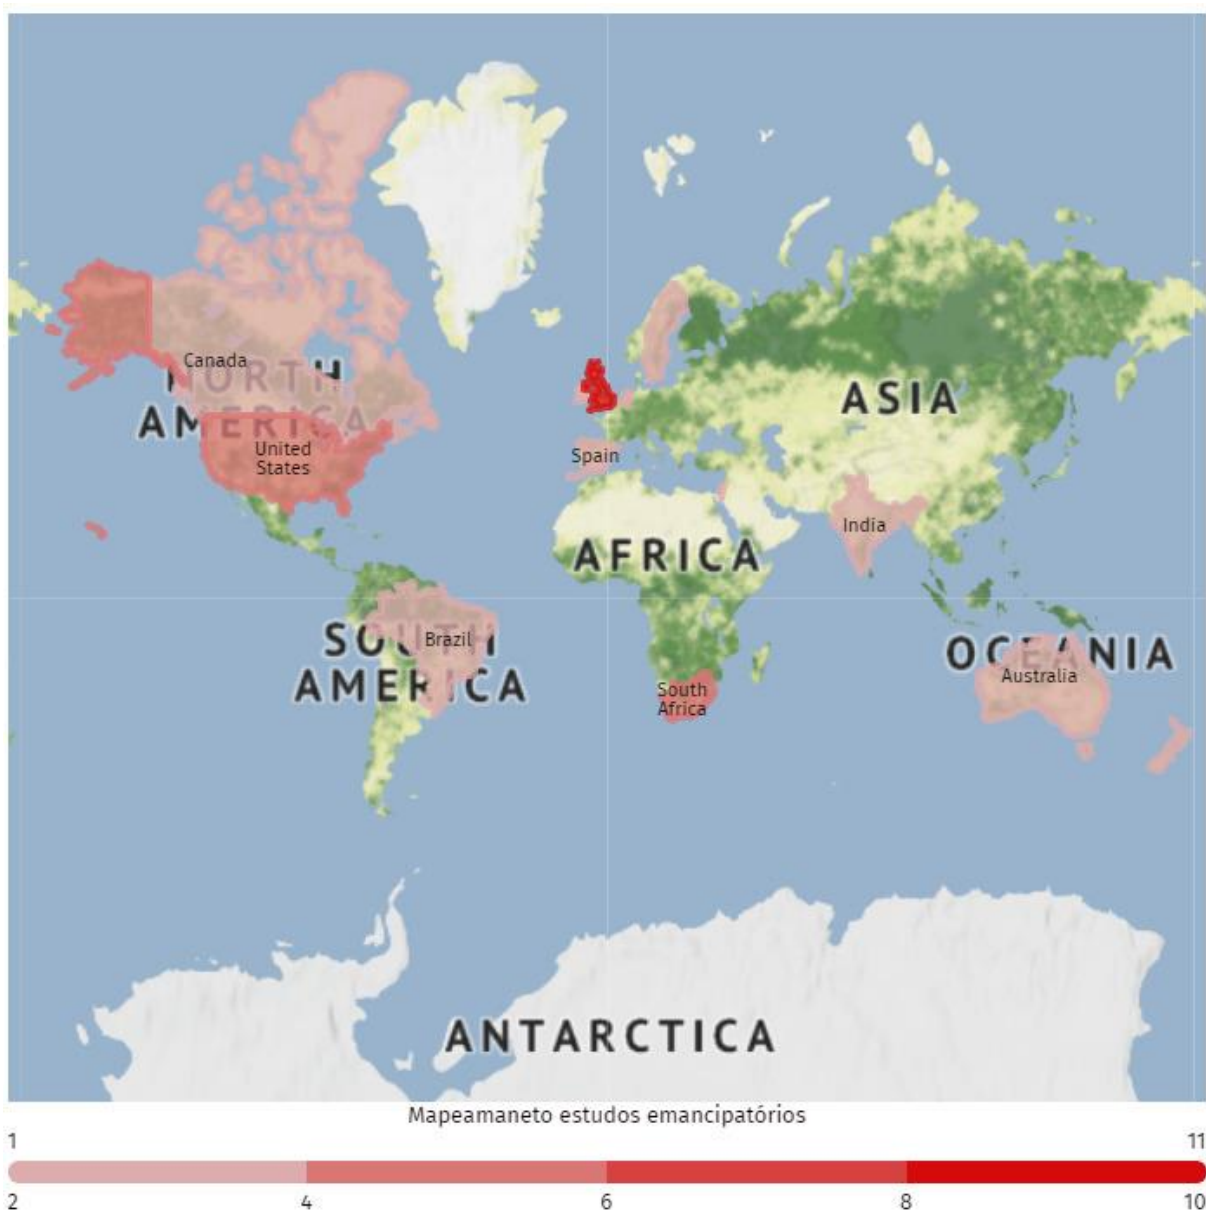 Canada
NORTH
AMERICA
United
States
Spain
ASIA
India
AFRICA
SOUTH
AMERICA
Brazil
South
Africa
OCEANIA
Australia
ANTARCTICA
Mapeamaneto estudos emancipatórios
1 11
2 4 6 8 10